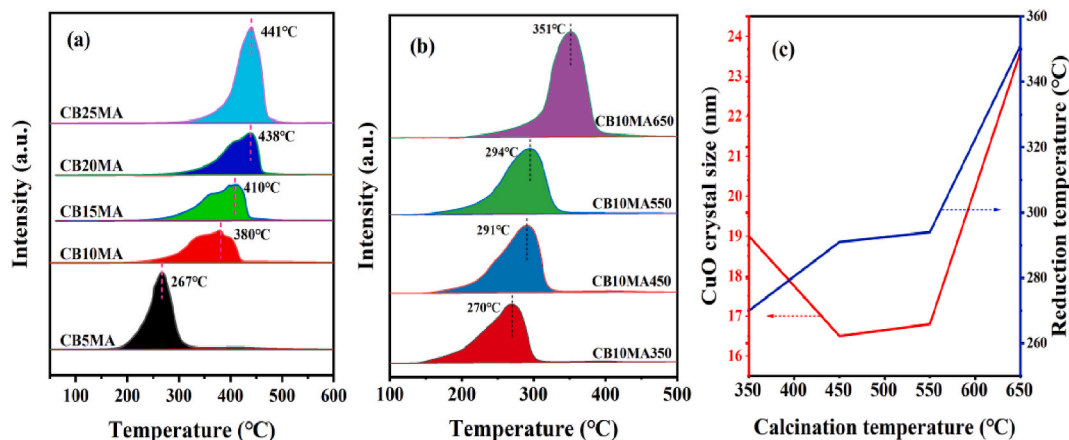 (a)
441℃
CB25MA
438℃
CB20MA
410℃
CB15MA
380℃
CB10MA
267℃
CB5MA
100 200 300 400 500 600
Temperature (℃)
Intensity (a.u.)
(b)
351℃
CB10MA650
294℃
CB10MA550
291℃
CB10MA450
270℃
CB10MA350
100 200 300 400 500
Temperature (℃)
Intensity (a.u.)
(c)
24
23
22
21
20
19
18
17
16
CuO crystal size (nm)
360
340
320
300
280
260
Reduction temperature (℃)
350 400 450 500 550 600 650
Calcination temperature (℃)